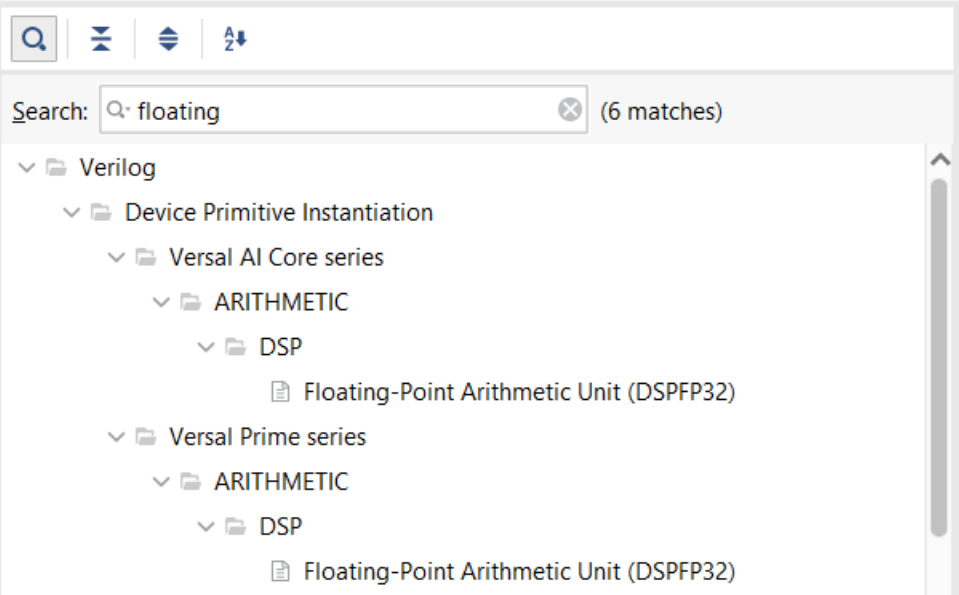 Search: floating (6 matches)
Verilog
Device Primitive Instantiation
Versal AI Core series
ARITHMETIC
DSP
Floating-Point Arithmetic Unit (DSPFP32)
Versal Prime series
ARITHMETIC
DSP
Floating-Point Arithmetic Unit (DSPFP32)